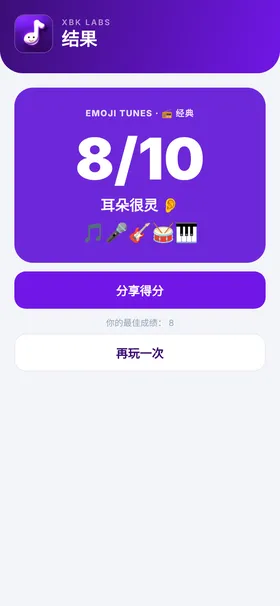 XBK LABS
结果
EMOJI TUNES · 📻 经典
8/10
耳朵很灵 👂
🎵🎤🎸🥁🎹
分享得分
你的最佳成绩： 8
再玩一次